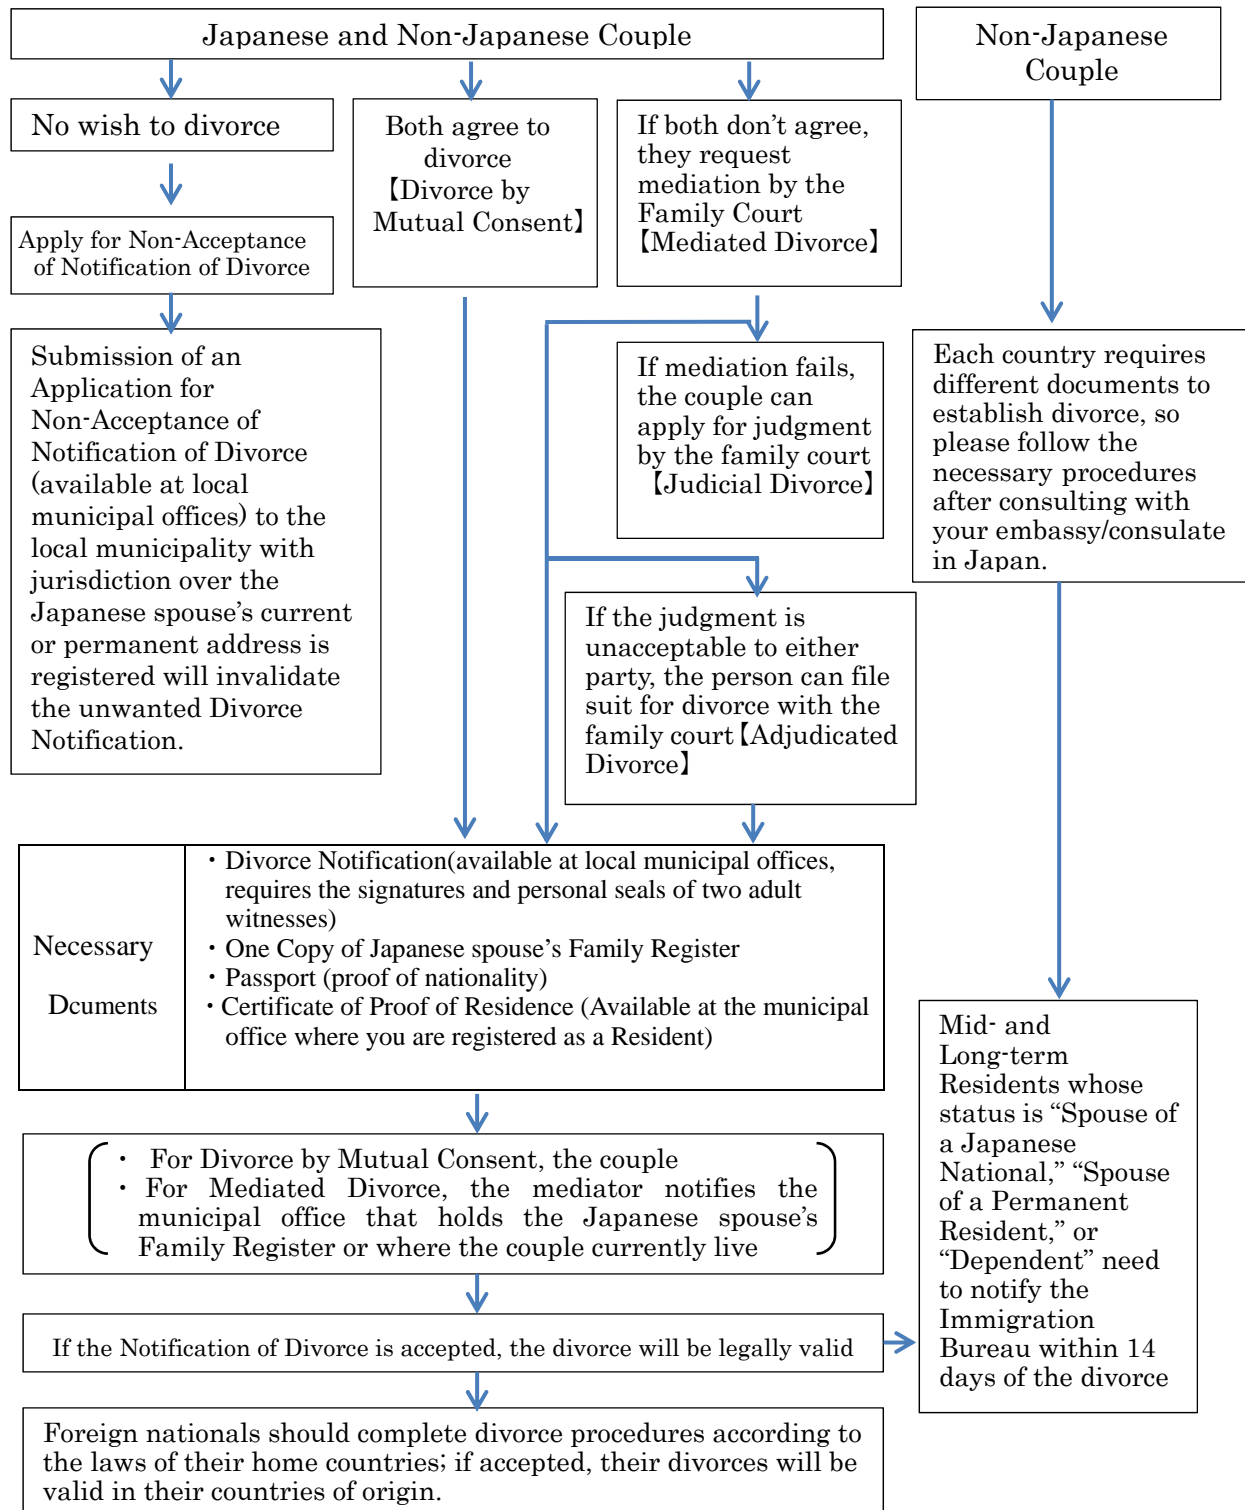 Japanese and Non-Japanese Couple
Non-Japanese
Couple
No wish to divorce
Apply for Non-Acceptance
of Notification of Divorce
Submission of an
Application for
Non-Acceptance of
Notification of Divorce
(available at local
municipal offices) to the
local municipality with
jurisdiction over the
Japanese spouse's current
or permanent address is
registered will invalidate
the unwanted Divorce
Notification.
Both agree to
divorce
【Divorce by
Mutual Consent】
If both don't agree,
they request
mediation by the
Family Court
【Mediated Divorce】
If mediation fails,
the couple can
apply for judgment
by the family court
【Judicial Divorce】
If the judgment is
unacceptable to either
party, the person can file
suit for divorce with the
family court【Adjudicated
Divorce】
Each country requires
different documents to
establish divorce, so
please follow the
necessary procedures
after consulting with
your embassy/consulate
in Japan.
Necessary
Dcuments
・Divorce Notification(available at local municipal offices,
requires the signatures and personal seals of two adult
witnesses)
・One Copy of Japanese spouse's Family Register
・Passport (proof of nationality)
・Certificate of Proof of Residence (Available at the municipal
office where you are registered as a Resident)
・ For Divorce by Mutual Consent, the couple
・For Mediated Divorce, the mediator notifies the
municipal office that holds the Japanese spouse's
Family Register or where the couple currently live
If the Notification of Divorce is accepted, the divorce will be legally valid
Foreign nationals should complete divorce procedures according to
the laws of their home countries; if accepted, their divorces will be
valid in their countries of origin.
Mid- and
Long-term
Residents whose
status is “Spouse of
a Japanese
National,” “Spouse
of a Permanent
Resident,” or
“Dependent” need
to notify the
Immigration
Bureau within 14
days of the divorce